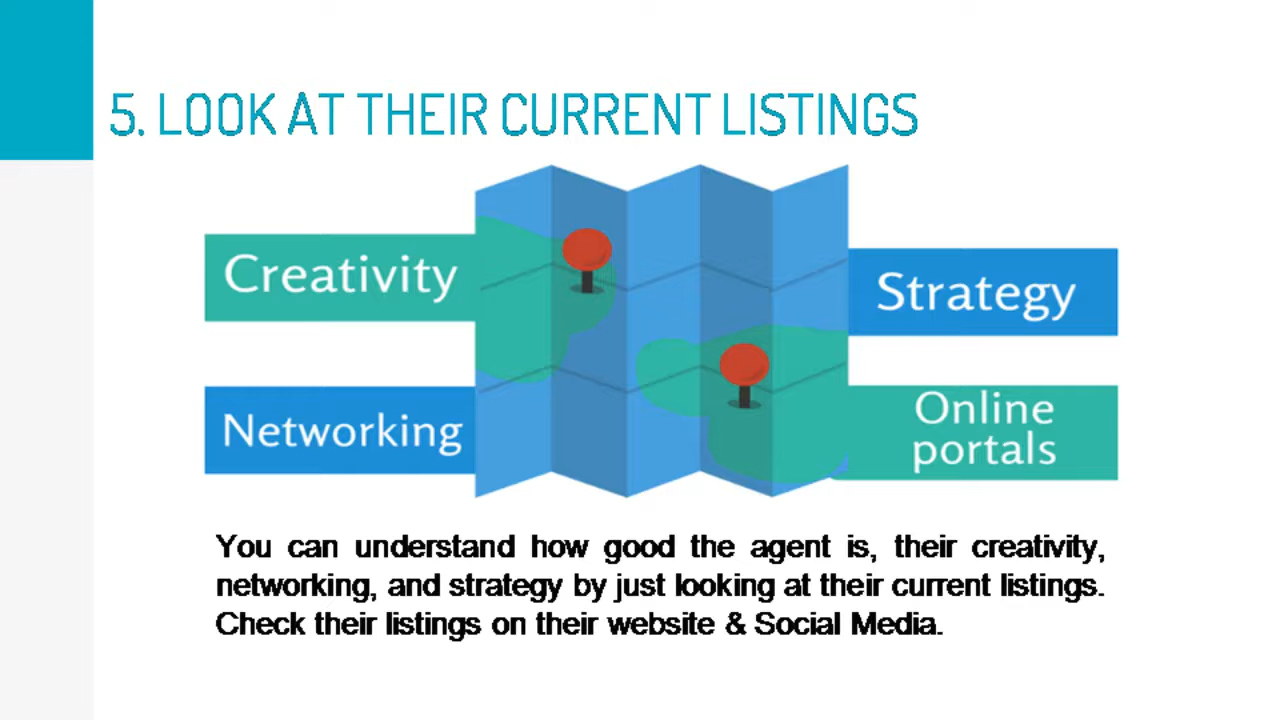 5. LOOK AT THEIR CURRENT LISTINGS
Creativity
Strategy
Networking
Online
portals
You can understand how good the agent is, their creativity,
networking, and strategy by just looking at their current listings.
Check their listings on their website & Social Media.